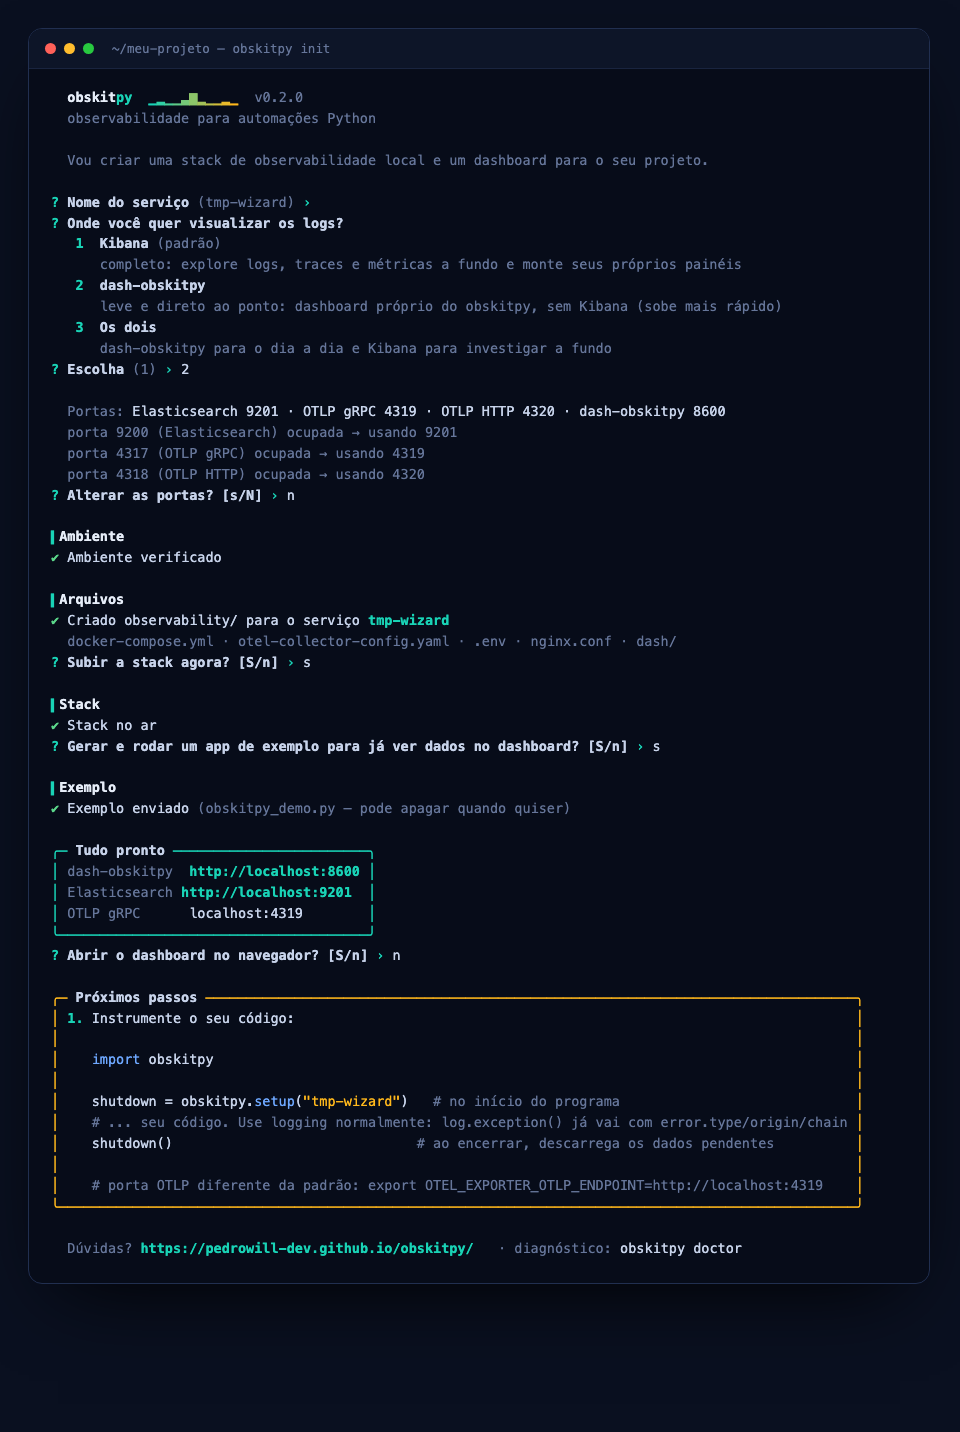 ~/meu-projeto — obskitpy init
obskitpy v0.2.0
observabilidade para automações Python
Vou criar uma stack de observabilidade local e um dashboard para o seu projeto.
? Nome do serviço (tmp-wizard) ›
? Onde você quer visualizar os logs?
1 Kibana (padrão)
completo: explore logs, traces e métricas a fundo e monte seus próprios painéis
2 dash-obskitpy
leve e direto ao ponto: dashboard próprio do obskitpy, sem Kibana (sobe mais rápido)
3 Os dois
dash-obskitpy para o dia a dia e Kibana para investigar a fundo
? Escolha (1) › 2
Portas: Elasticsearch 9201 · OTLP gRPC 4319 · OTLP HTTP 4320 · dash-obskitpy 8600
porta 9200 (Elasticsearch) ocupada → usando 9201
porta 4317 (OTLP gRPC) ocupada → usando 4319
porta 4318 (OTLP HTTP) ocupada → usando 4320
? Alterar as portas? [s/N] › n
Ambiente
✔ Ambiente verificado
Arquivos
✔ Criado observability/ para o serviço tmp-wizard
docker-compose.yml · otel-collector-config.yaml · .env · nginx.conf · dash/
? Subir a stack agora? [S/n] › s
Stack
✔ Stack no ar
? Gerar e rodar um app de exemplo para já ver dados no dashboard? [S/n] › s
Exemplo
✔ Exemplo enviado (obskitpy_demo.py — pode apagar quando quiser)
Tudo pronto
dash-obskitpy http://localhost:8600
Elasticsearch http://localhost:9201
OTLP gRPC localhost:4319
? Abrir o dashboard no navegador? [S/n] › n
Próximos passos
1. Instrumente o seu código:
import obskitpy
shutdown = obskitpy.setup("tmp-wizard") # no início do programa
# ... seu código. Use logging normalmente: log.exception() já vai com error.type/origin/chain
shutdown() # ao encerrar, descarrega os dados pendentes
# porta OTLP diferente da padrão: export OTEL_EXPORTER_OTLP_ENDPOINT=http://localhost:4319
Dúvidas? https://pedrowill-dev.github.io/obskitpy/ · diagnóstico: obskitpy doctor